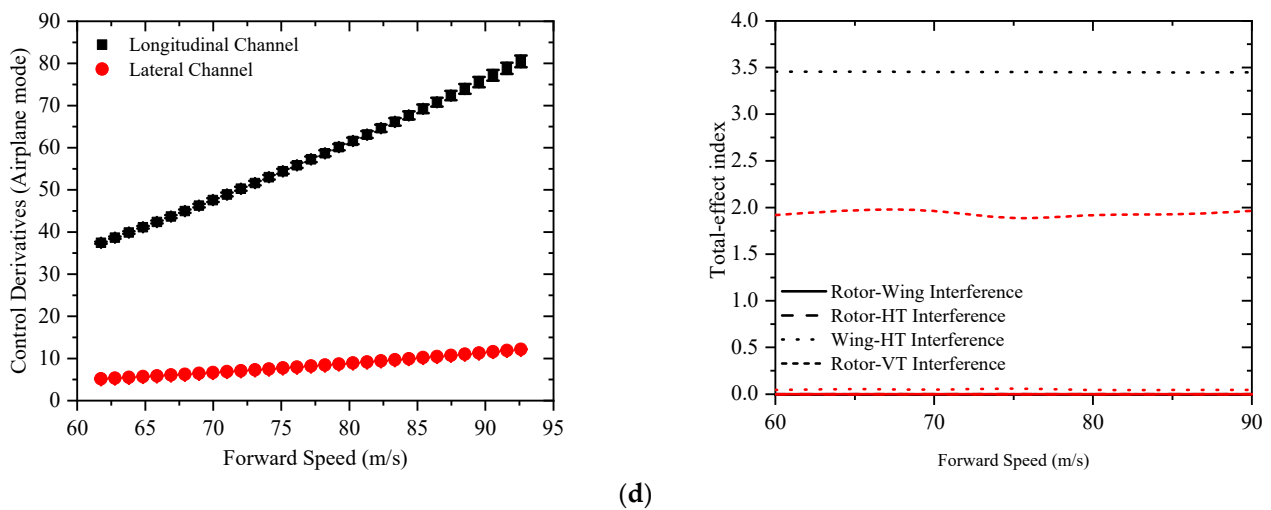 Control Derivatives (Airplane mode)
90
80
70
60
50
40
30
20
10
0
Longitudinal Channel
Lateral Channel
60 65 70 75 80 85 90 95
Forward Speed (m/s)
Total-effect index
4.0
3.5
3.0
2.5
2.0
1.5
1.0
0.5
0.0
Rotor-Wing Interference
Rotor-HT Interference
Wing-HT Interference
Rotor-VT Interference
60 70 80 90
Forward Speed (m/s)
(d)